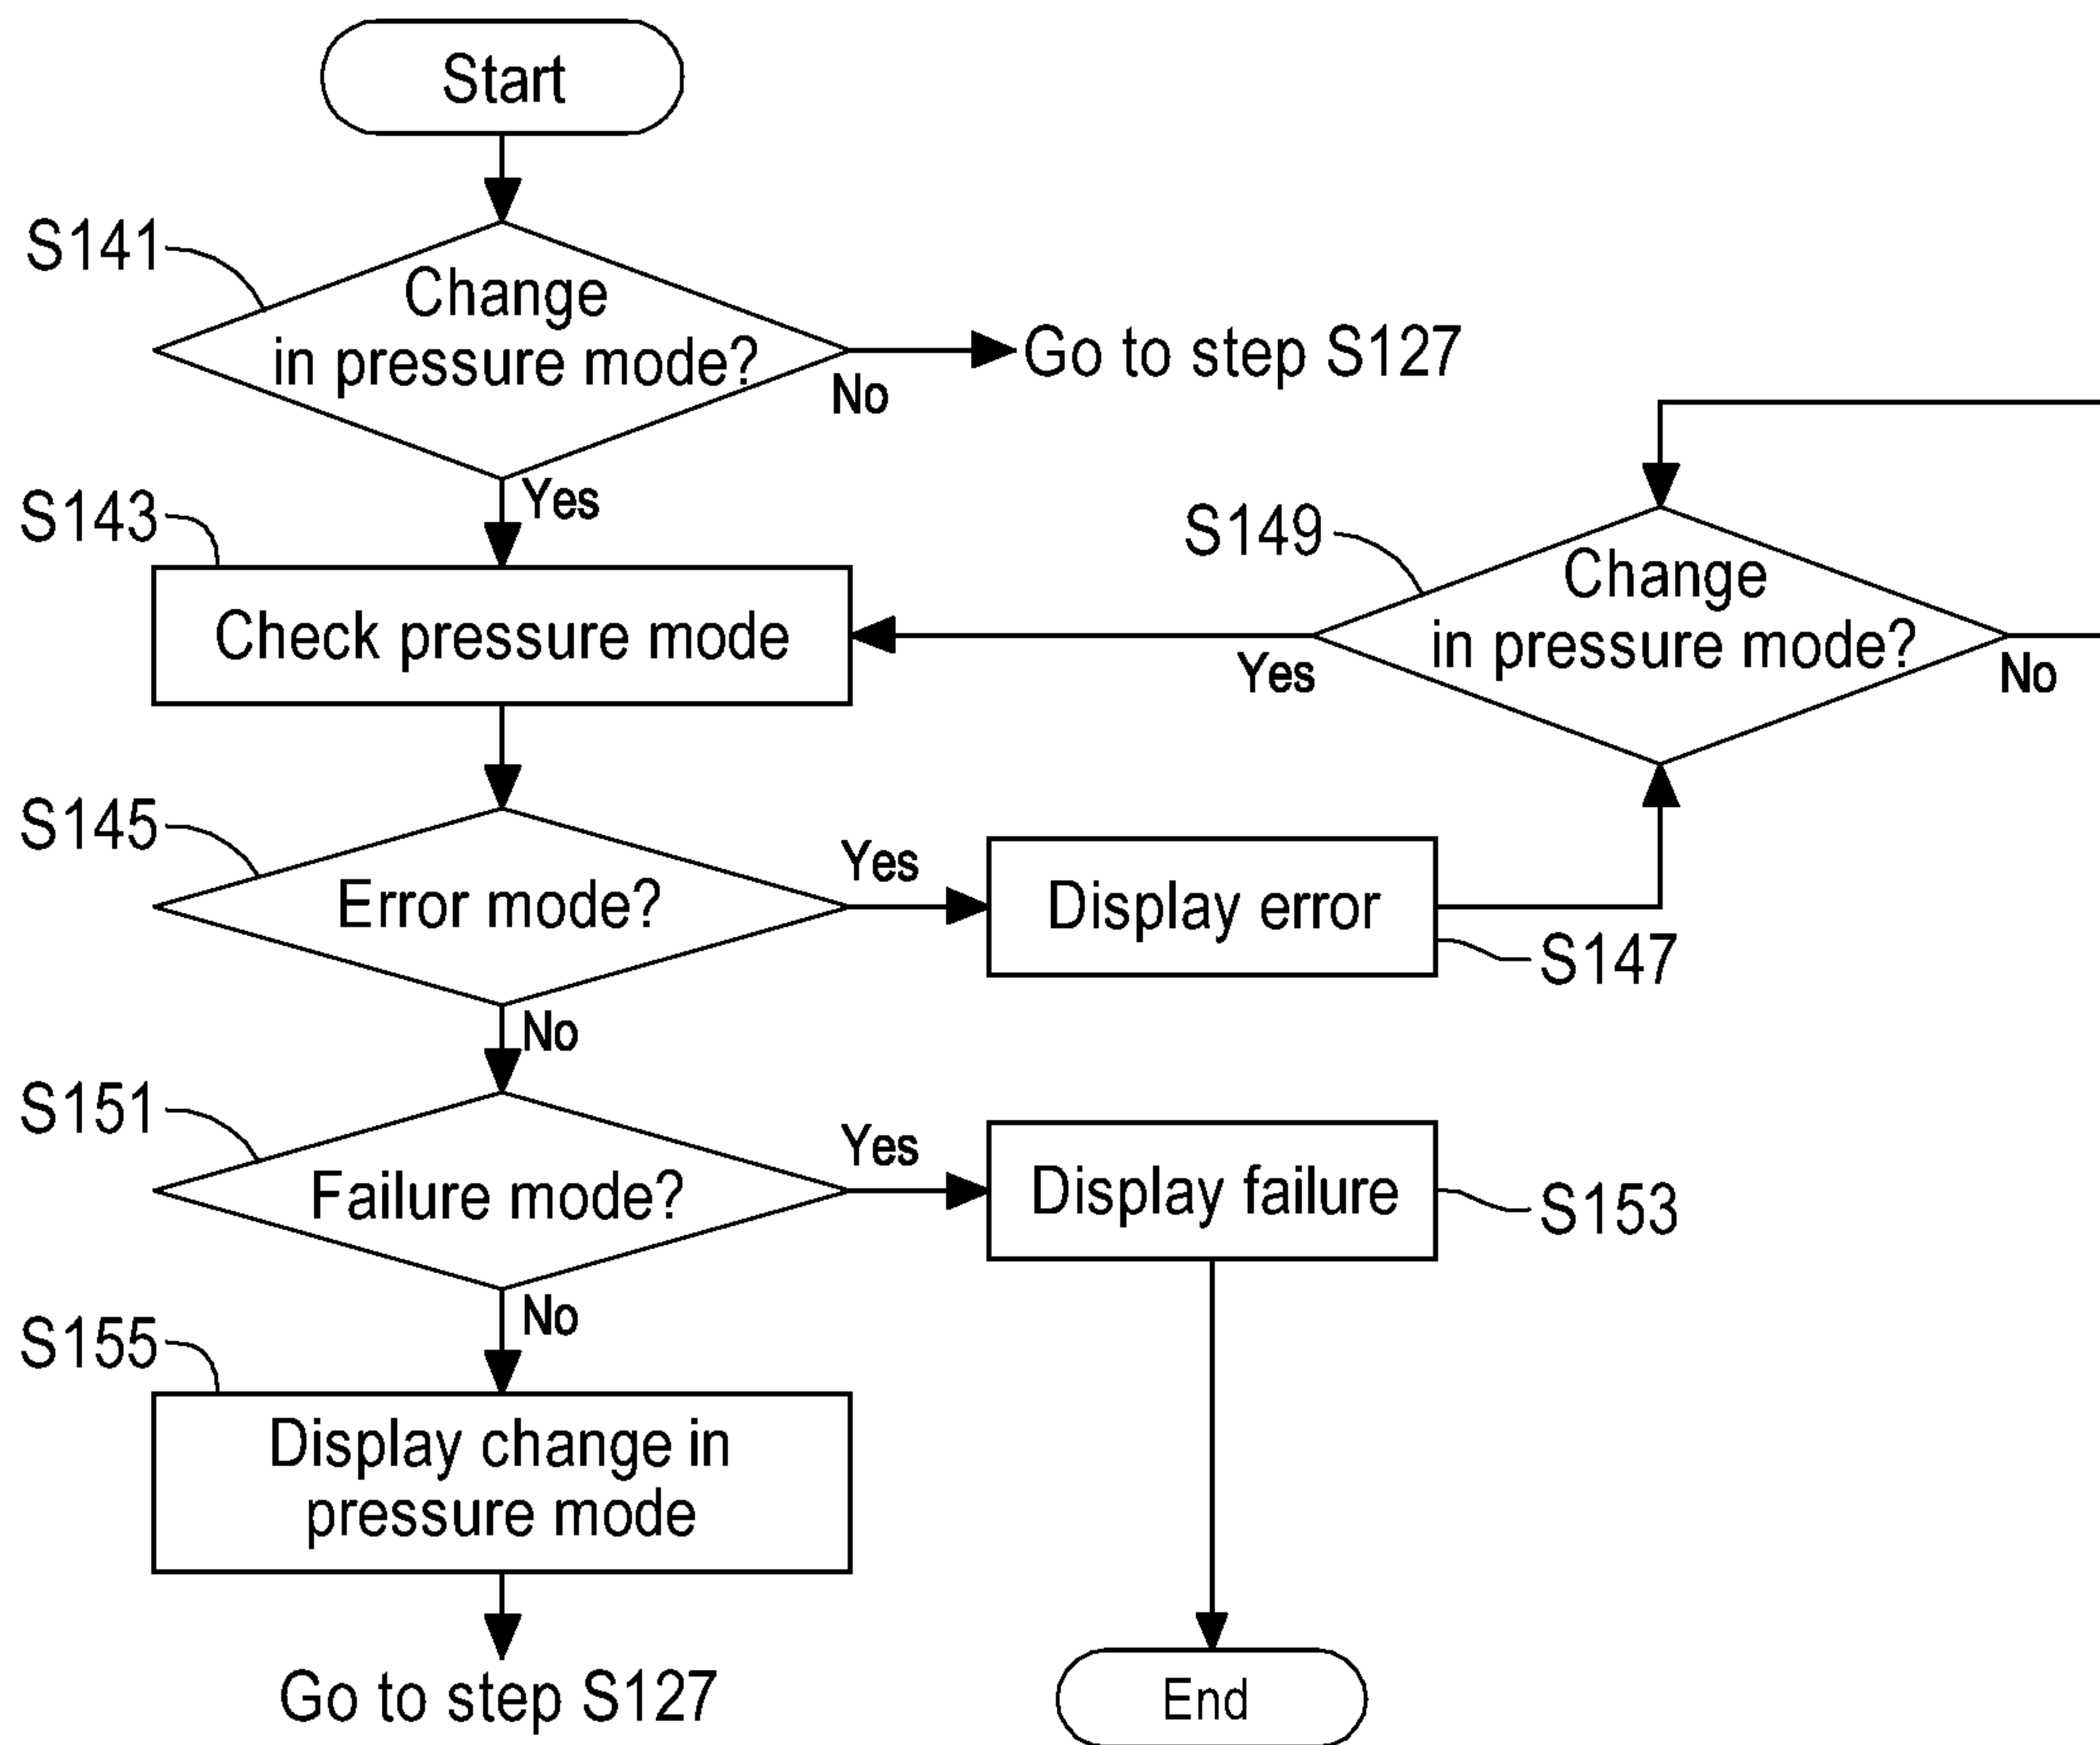 Start
S141
Change
in pressure mode?
No
Go to step S127
Yes
S143
Check pressure mode
S149
Change
in pressure mode?
Yes
No
S145
Error mode?
Yes
Display error
S147
No
S151
Failure mode?
Yes
Display failure
S153
No
S155
Display change in
pressure mode
Go to step S127
End